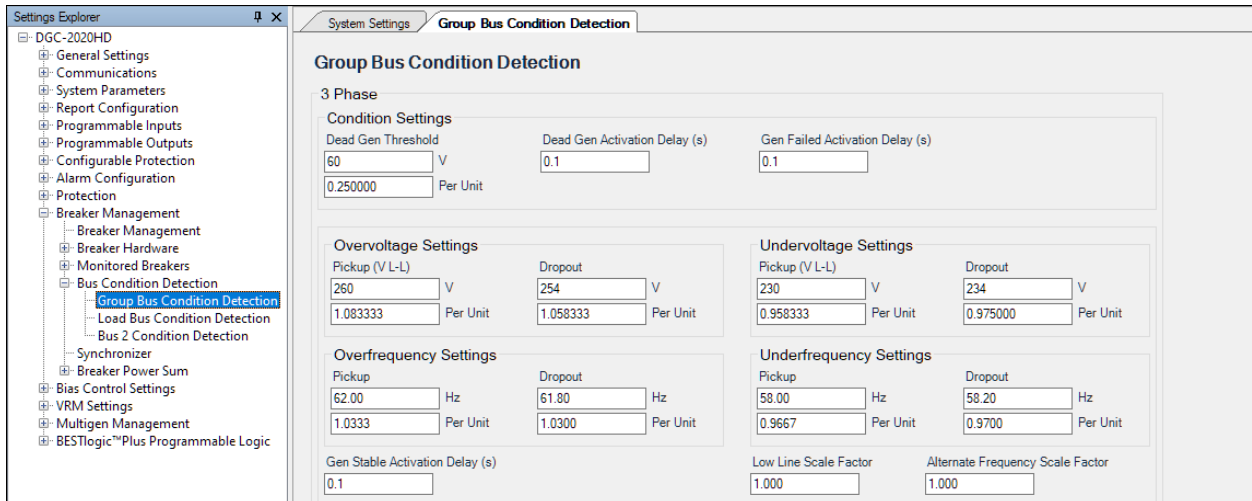 Settings Explorer
DGC-2020HD
General Settings
Communications
System Parameters
Report Configuration
Programmable Inputs
Programmable Outputs
Configurable Protection
Alarm Configuration
Protection
Breaker Management
Breaker Management
Breaker Hardware
Monitored Breakers
Bus Condition Detection
Group Bus Condition Detection
Load Bus Condition Detection
Bus 2 Condition Detection
Synchronizer
Breaker Power Sum
Bias Control Settings
VRM Settings
Multigen Management
BESTlogic™Plus Programmable Logic
System Settings Group Bus Condition Detection
Group Bus Condition Detection
3 Phase
Condition Settings
Dead Gen Threshold Dead Gen Activation Delay (s) Gen Failed Activation Delay (s)
60 V 0.1 0.1
0.250000 Per Unit
Overvoltage Settings
Pickup (V L-L) Dropout
260 V 254 V
1.083333 Per Unit 1.058333 Per Unit
Undervoltage Settings
Pickup (V L-L) Dropout
230 V 234 V
0.958333 Per Unit 0.975000 Per Unit
Overfrequency Settings
Pickup Dropout
62.00 Hz 61.80 Hz
1.0333 Per Unit 1.0300 Per Unit
Underfrequency Settings
Pickup Dropout
58.00 Hz 58.20 Hz
0.9667 Per Unit 0.9700 Per Unit
Gen Stable Activation Delay (s) Low Line Scale Factor Alternate Frequency Scale Factor
0.1 1.000 1.000